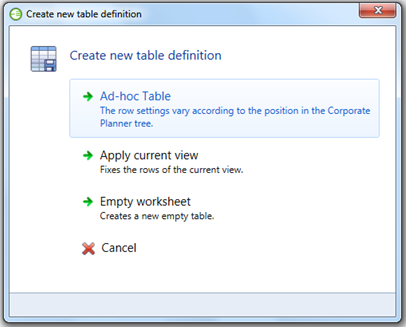 Create new table definition
Create new table definition
Ad-hoc Table
The row settings vary according to the position in the Corporate
Planner tree.
Apply current view
Fixes the rows of the current view.
Empty worksheet
Creates a new empty table.
Cancel